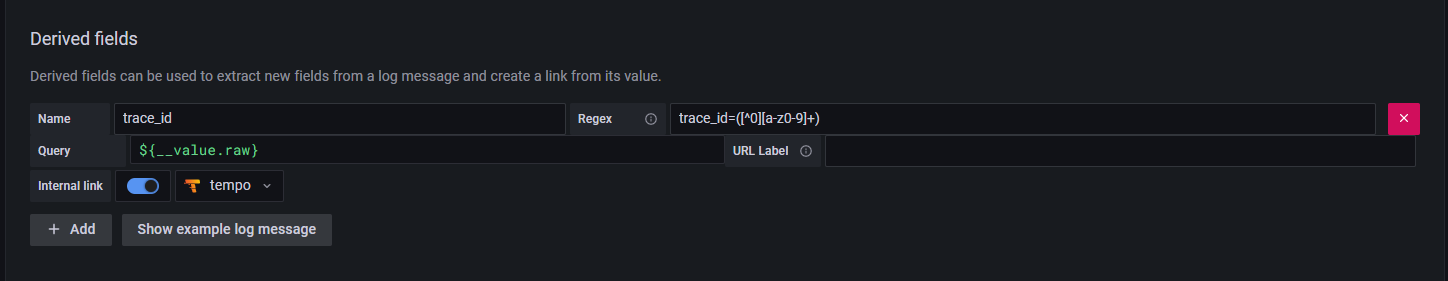 Derived fields
Derived fields can be used to extract new fields from a log message and create a link from its value.
Name trace_id Regex trace_id=([^0][a-z0-9]+)
Query ${__value.raw} URL Label
Internal link tempo
+ Add Show example log message